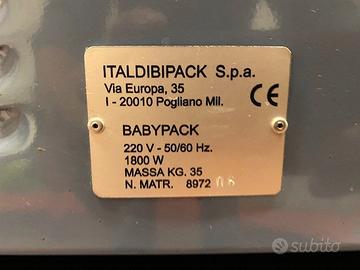 ITALDIBIPACK S.p.a.
Via Europa, 35
I - 20010 Pogliano Mil.
CE
BABYPACK
220 V - 50/60 Hz.
1800 W
MASSA KG. 35
N. MATR. 8972 08
subito